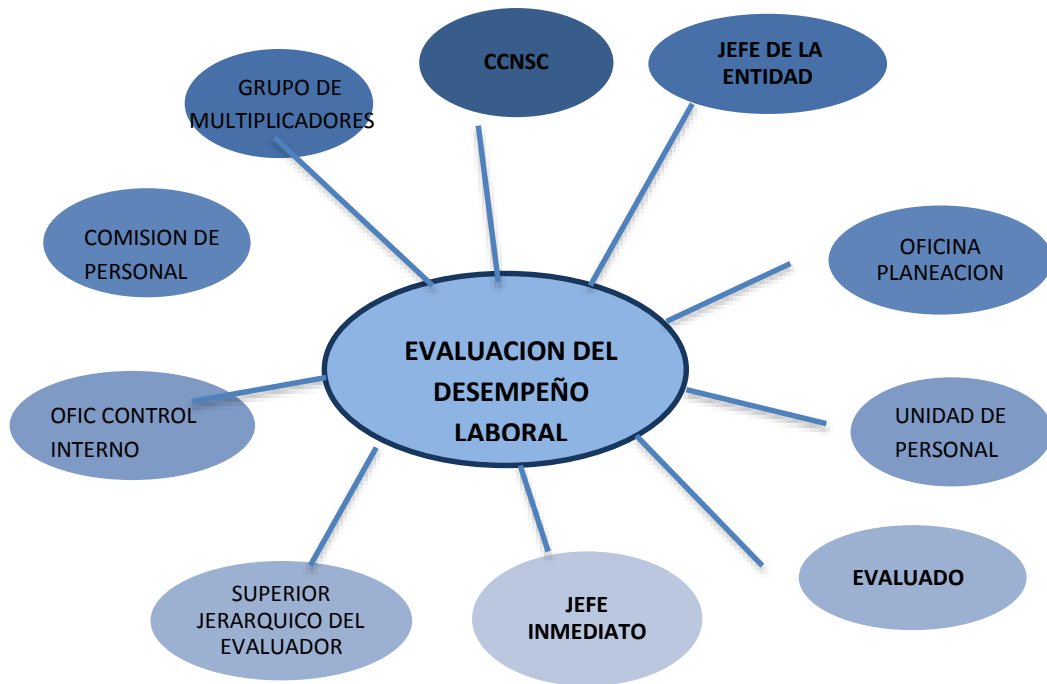 CCNSC
JEFE DE LA
ENTIDAD
GRUPO DE
MULTIPLICADORES
COMISION DE
PERSONAL
OFICINA
PLANEACION
EVALUACION DEL
DESEMPEÑO
LABORAL
OFIC CONTROL
INTERNO
UNIDAD DE
PERSONAL
SUPERIOR
JERARQUICO DEL
EVALUADOR
JEFE
INMEDIATO
EVALUADO